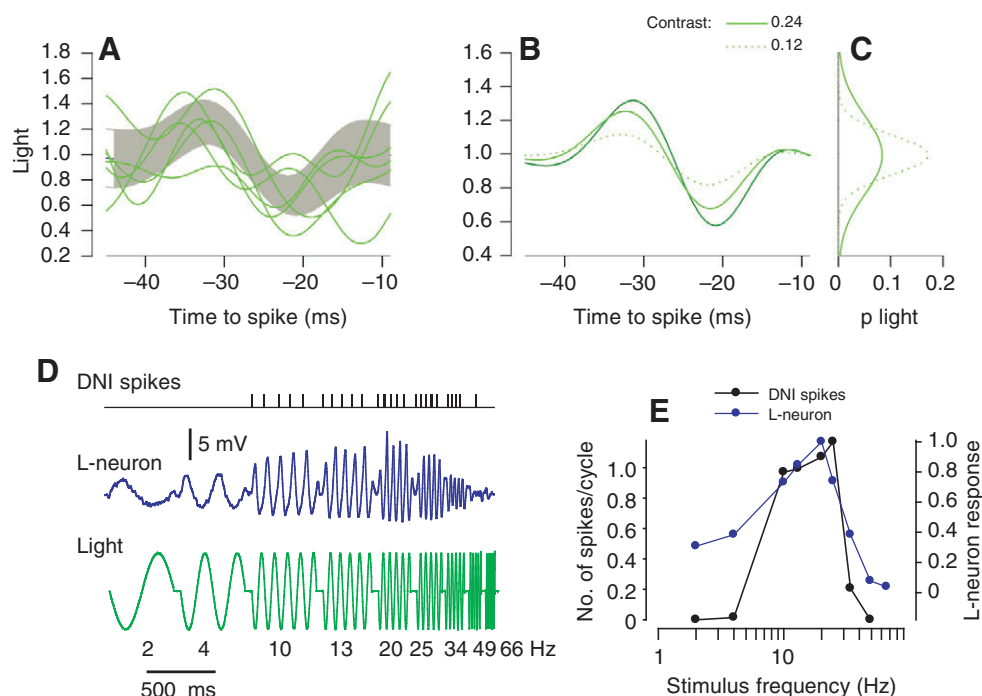 Contrast:
0.24
0.12
A
B
C
1.8
1.6
1.4
1.2
1.0
0.8
0.6
0.4
0.2
Light
–40
–30
–20
–10
Time to spike (ms)
1.6
1.4
1.2
1.0
0.8
0.6
0.4
–40
–30
–20
–10
Time to spike (ms)
0
0.1
0.2
p light
D
DNI spikes
5 mV
L-neuron
Light
2 4 10 13 20 25 34 49 66 Hz
500 ms
E
DNI spikes
L-neuron
No. of spikes/cycle
1.0
0.8
0.6
0.4
0.2
0
1.0
0.8
0.6
0.4
0.2
0
L-neuron response
1
10
Stimulus frequency (Hz)